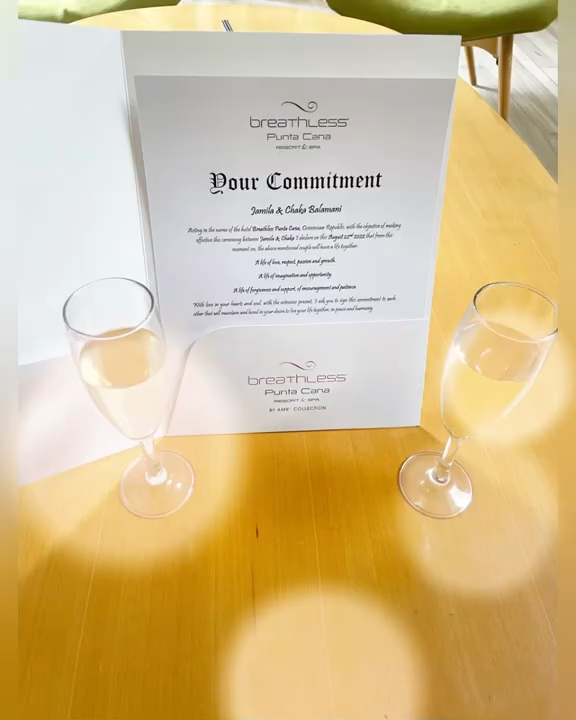 breathless
Punta Cana
RESORT & SPA
Your Commitment
Jamila & Chaka Balamani
Acting in the name of the hotel Breathless Punta Cana, Dominican Republic, with the objective of making
effective this ceremony between Jamila & Chaka I declare on this August 22nd 2022 that from this
moment on, the above mentioned couple will have a life together:
A life of love, respect, passion and growth.
A life of imagination and opportunity.
A life of forgiveness and support, of encouragement and patience.
"With love in your hearts and soul, with the witnesses present, I ask you to sign this commitment to each
other that will maintain and bond in your desire to live your life together, in peace and harmony.
breathless
Punta Cana
RESORT & SPA
BY AMR™ COLLECTION